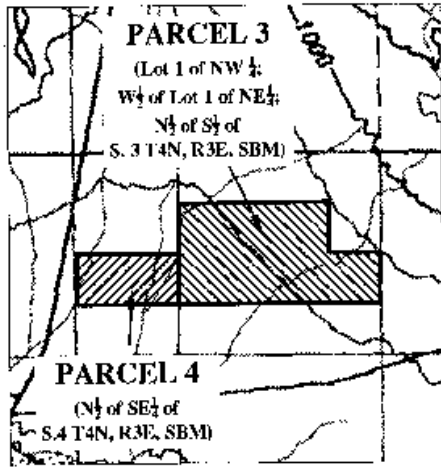 PARCEL 3
(Lot 1 of NW ¼;
W½ of Lot 1 of NE¼;
N½ of S½ of
S. 3 T4N, R3E. SBM)
1000
PARCEL 4
(N½ of SE¼ of
S.4 T4N, R3E, SBM)